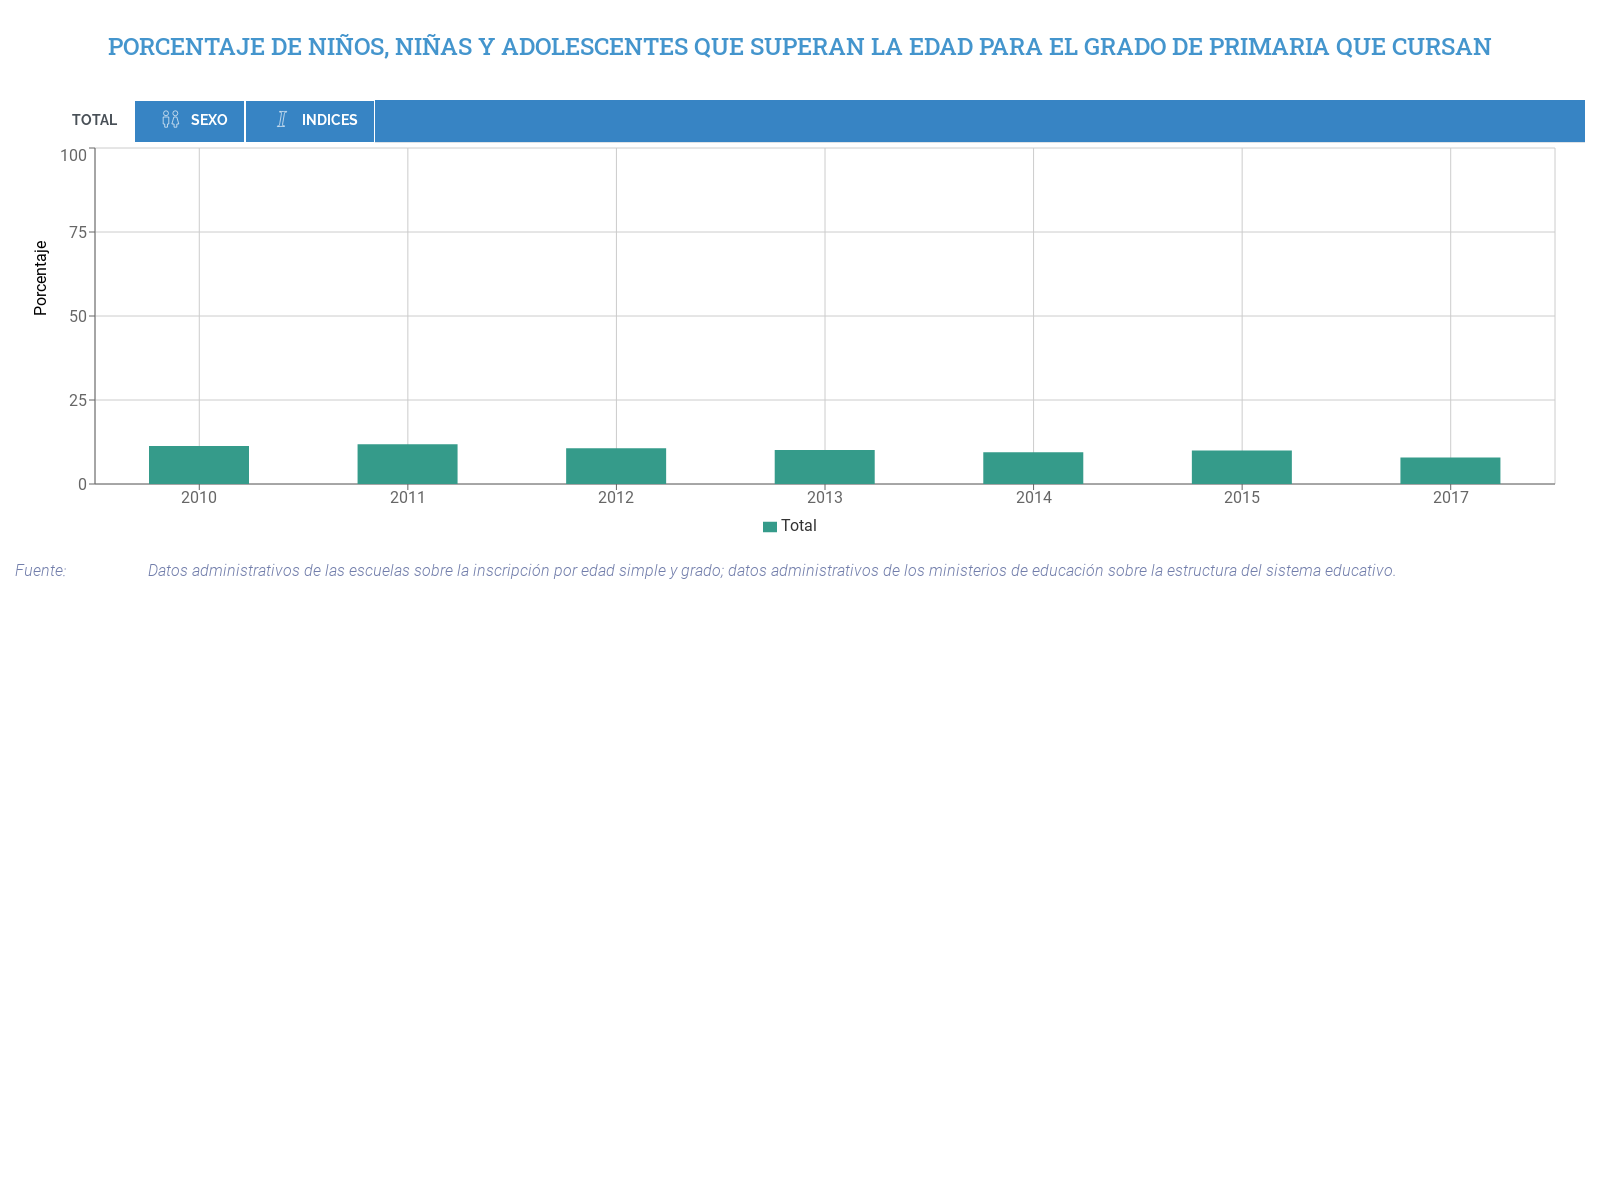 PORCENTAJE DE NIÑOS, NIÑAS Y ADOLESCENTES QUE SUPERAN LA EDAD PARA EL GRADO DE PRIMARIA QUE CURSAN
TOTAL SEXO INDICES
100
75
50
25
0
Porcentaje
2010 2011 2012 2013 2014 2015 2017
Total
Fuente: Datos administrativos de las escuelas sobre la inscripción por edad simple y grado; datos administrativos de los ministerios de educación sobre la estructura del sistema educativo.